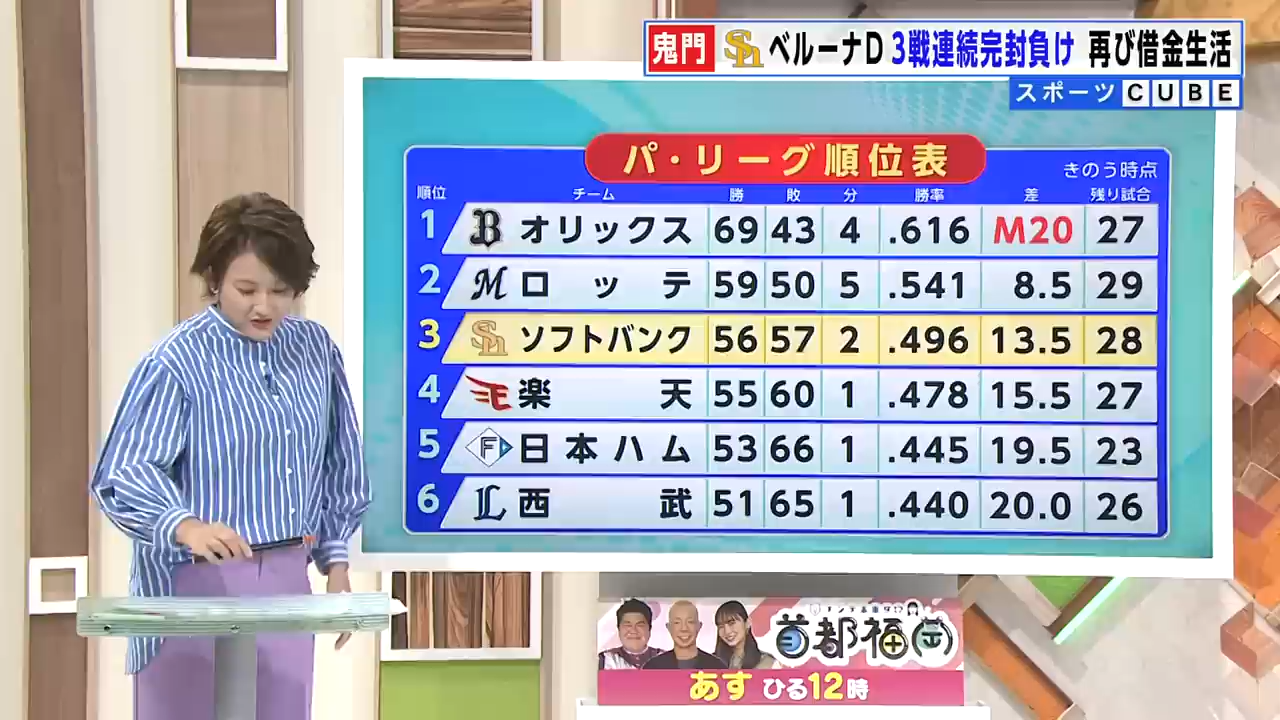 鬼門 ベルーナD 3戦連続完封負け 再び借金生活
スポーツCUBE
パ・リーグ順位表
きのう時点
順位 チーム 勝 敗 分 勝率 差 残り試合
1 B オリックス 69 43 4 .616 M20 27
2 M ロッテ 59 50 5 .541 8.5 29
3 ソフトバンク 56 57 2 .496 13.5 28
4 E 楽天 55 60 1 .478 15.5 27
5 F 日本ハム 53 66 1 .445 19.5 23
6 L 西武 51 65 1 .440 20.0 26
首都福岡
あす ひる12時